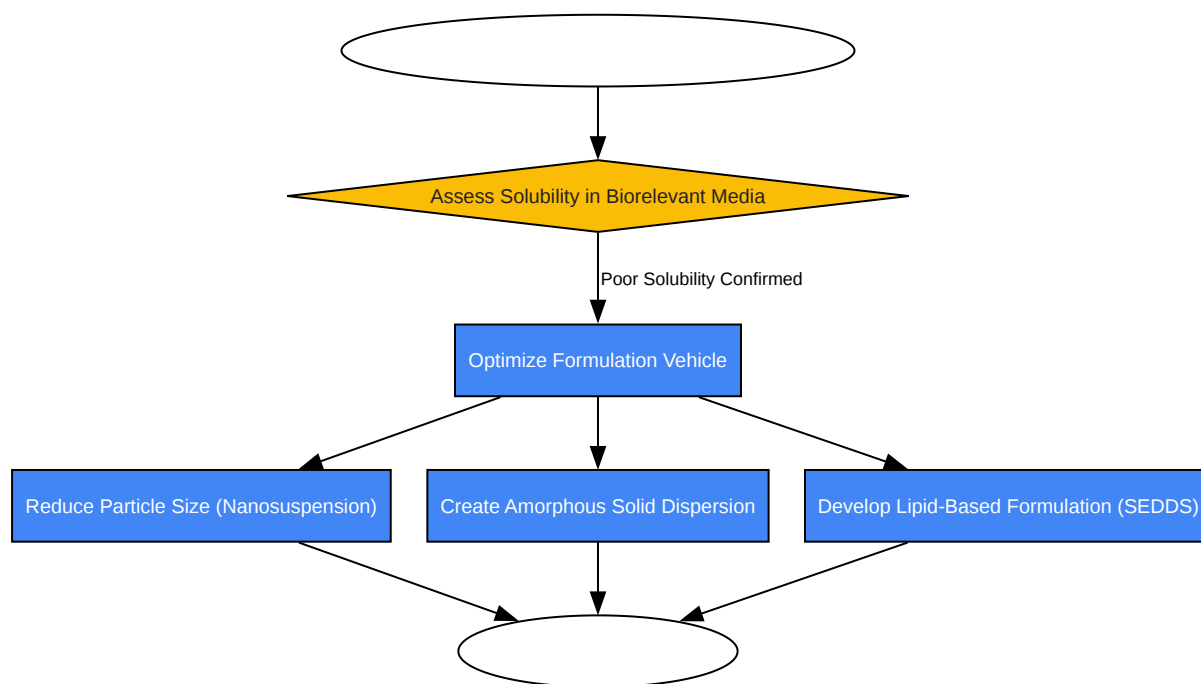 Assess Solubility in Biorelevant Media
Poor Solubility Confirmed
Optimize Formulation Vehicle
Reduce Particle Size (Nanosuspension)
Create Amorphous Solid Dispersion
Develop Lipid-Based Formulation (SEDDS)